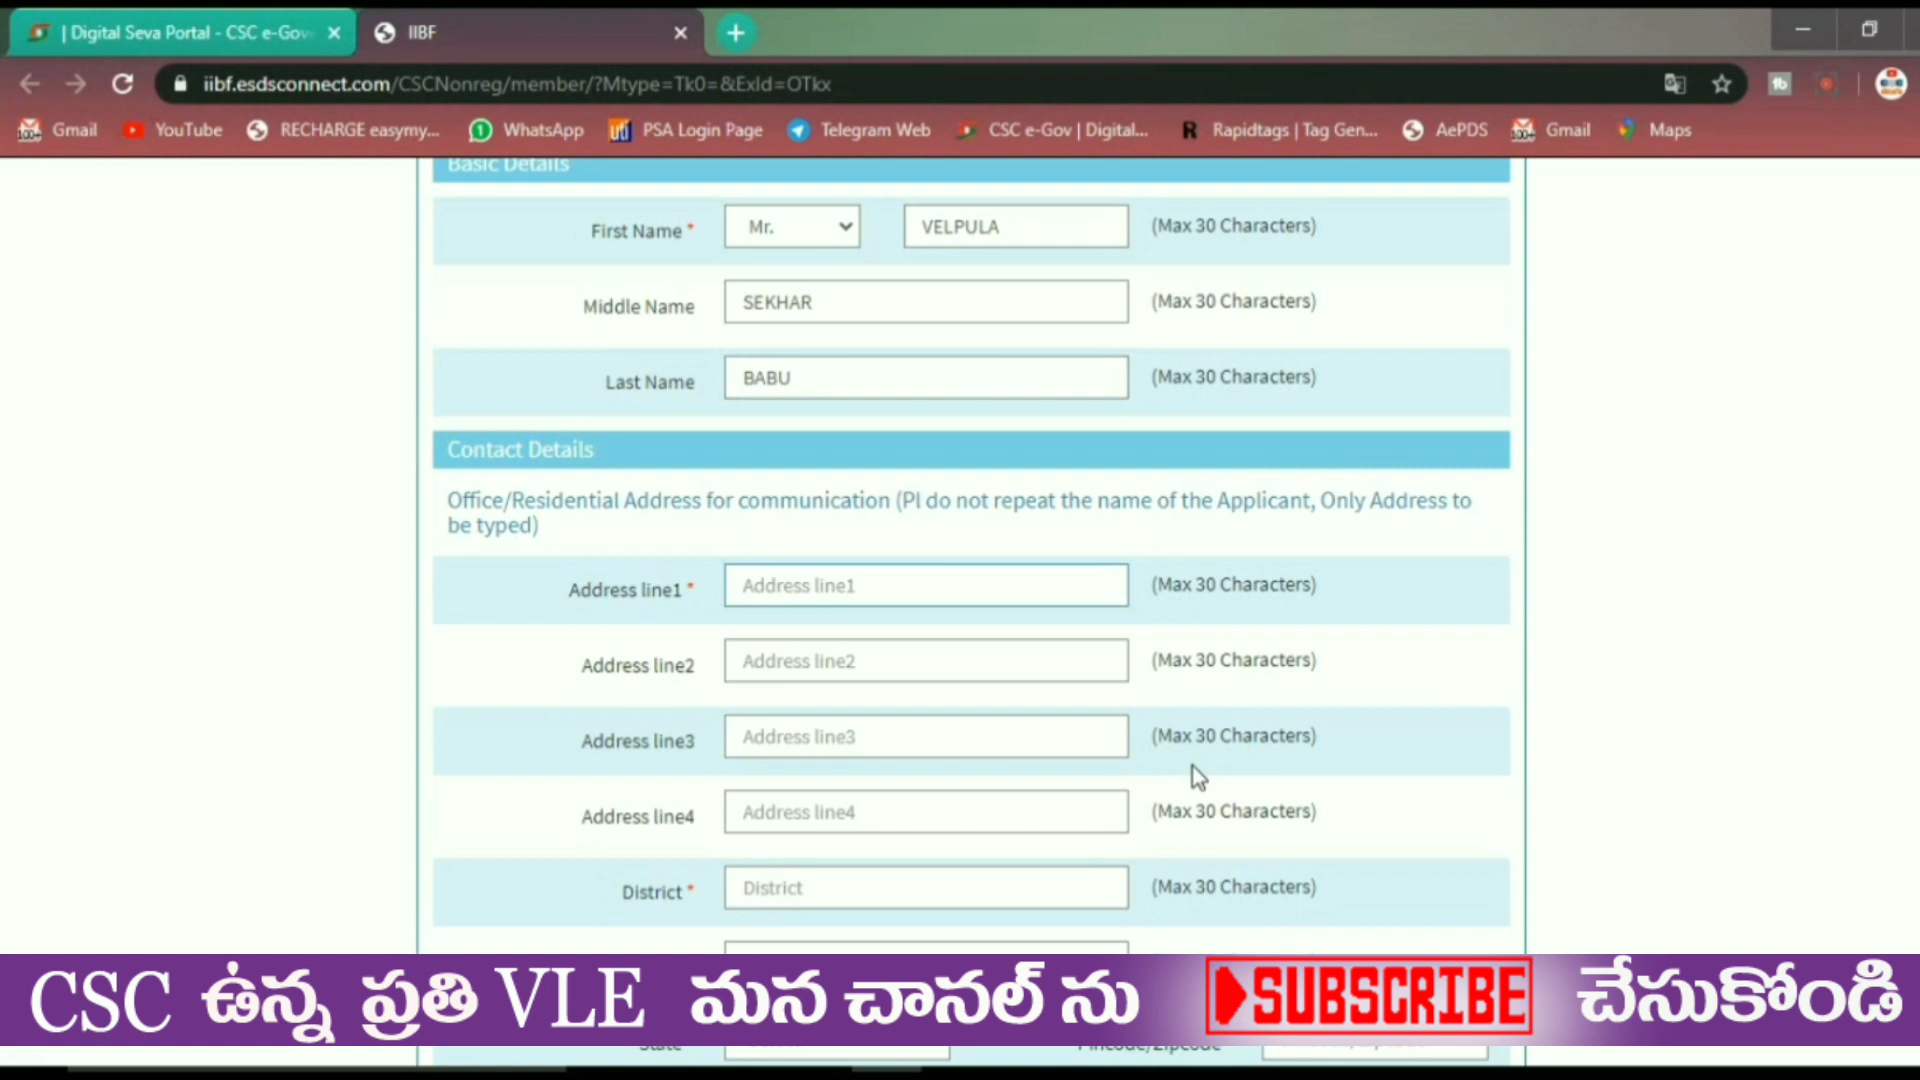 | Digital Seva Portal - CSC e-Gov
IIBF
iibf.esdsconnect.com/CSCNonreg/member/?Mtype=Tk0=&ExId=OTkx
Gmail YouTube RECHARGE easymy... WhatsApp PSA Login Page Telegram Web CSC e-Gov | Digital... Rapidtags | Tag Gen... AePDS Gmail Maps
Basic Details
First Name * Mr. VELPULA (Max 30 Characters)
Middle Name SEKHAR (Max 30 Characters)
Last Name BABU (Max 30 Characters)
Contact Details
Office/Residential Address for communication (Pl do not repeat the name of the Applicant, Only Address to
be typed)
Address line1 * Address line1 (Max 30 Characters)
Address line2 Address line2 (Max 30 Characters)
Address line3 Address line3 (Max 30 Characters)
Address line4 Address line4 (Max 30 Characters)
District * District (Max 30 Characters)
CSC ఉన్న ప్రతి VLE మన చానల్ ను SUBSCRIBE చేసుకోండి
State Pincode/Zipcode